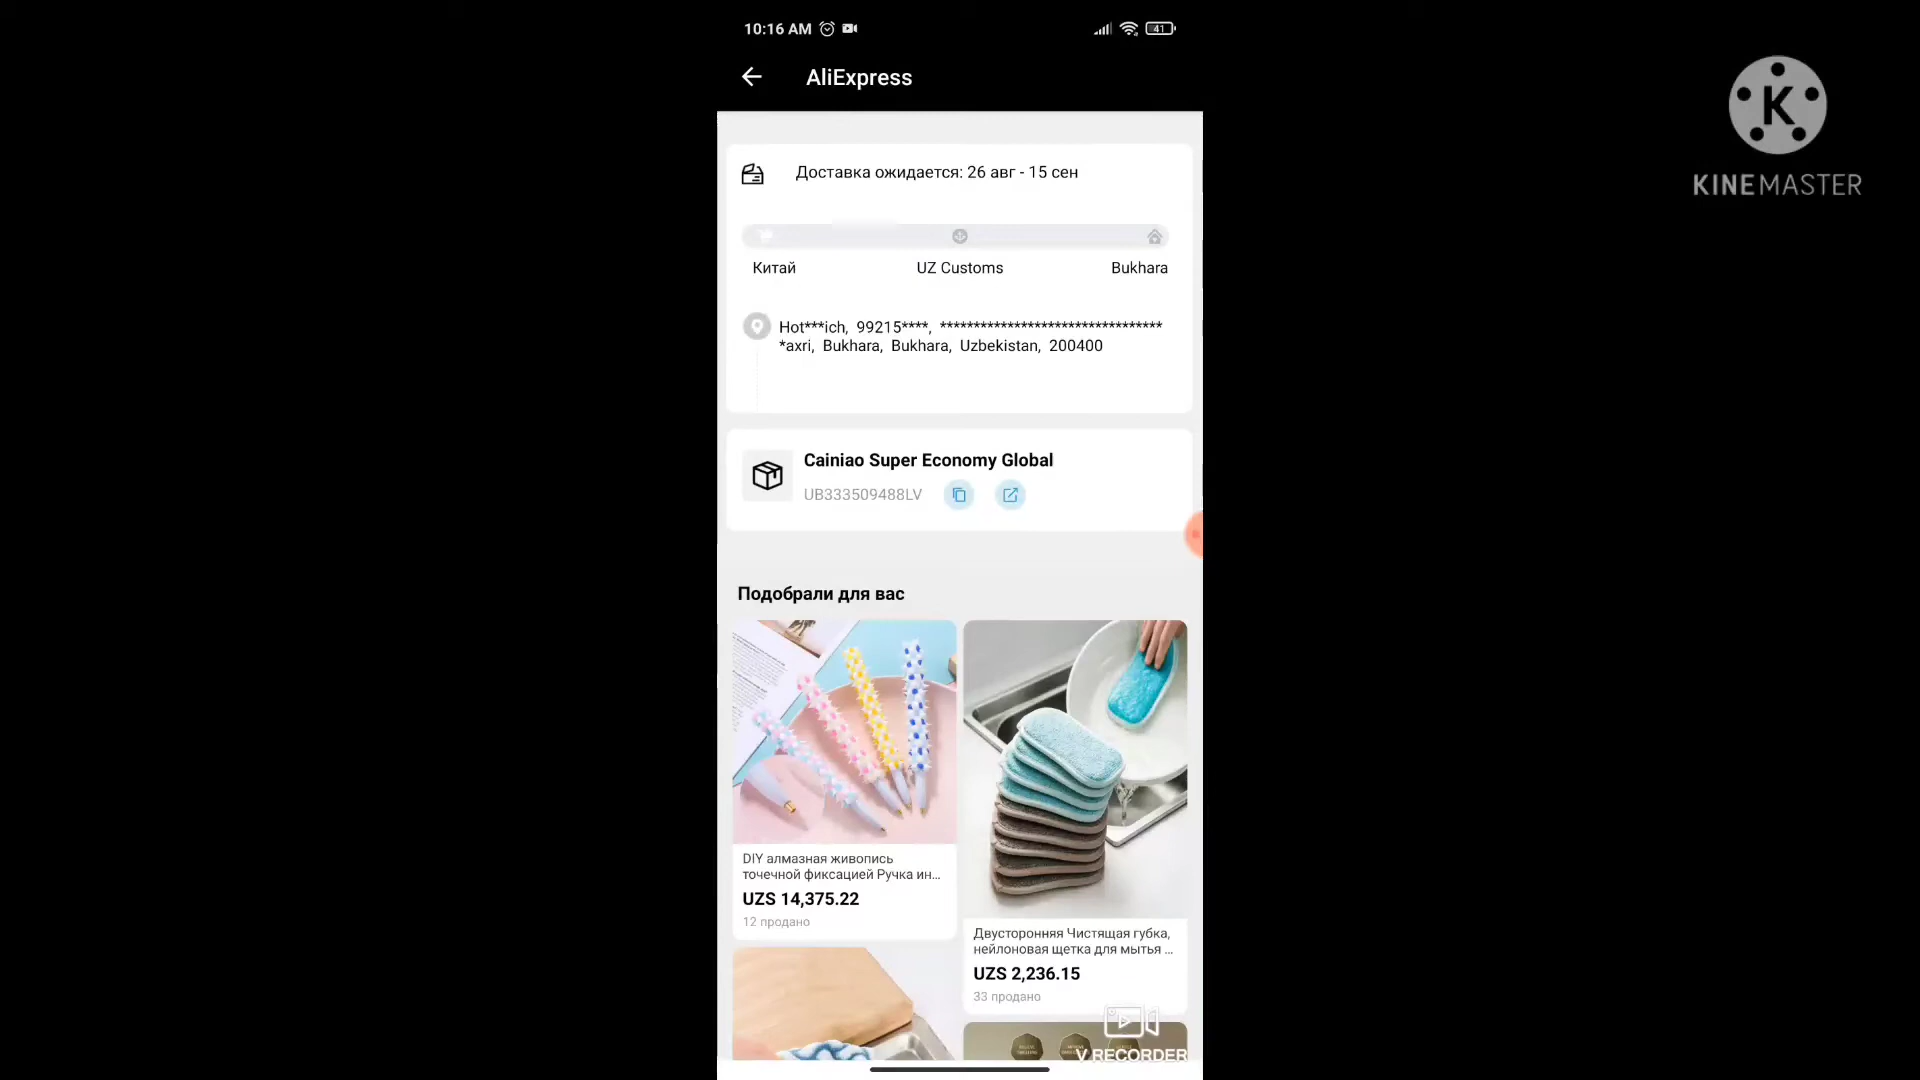 10:16 AM
41
AliExpress
K
KINEMASTER
Доставка ожидается: 26 авг - 15 сен
Китай
UZ Customs
Bukhara
Hot***ich, 99215****, *********************************
*axri, Bukhara, Bukhara, Uzbekistan, 200400
Cainiao Super Economy Global
UB333509488LV
Подобрали для вас
DIY алмазная живопись
точечной фиксацией Ручка ин...
UZS 14,375.22
12 продано
Двусторонняя Чистящая губка,
нейлоновая щетка для мытья ...
UZS 2,236.15
33 продано
V RECORDER